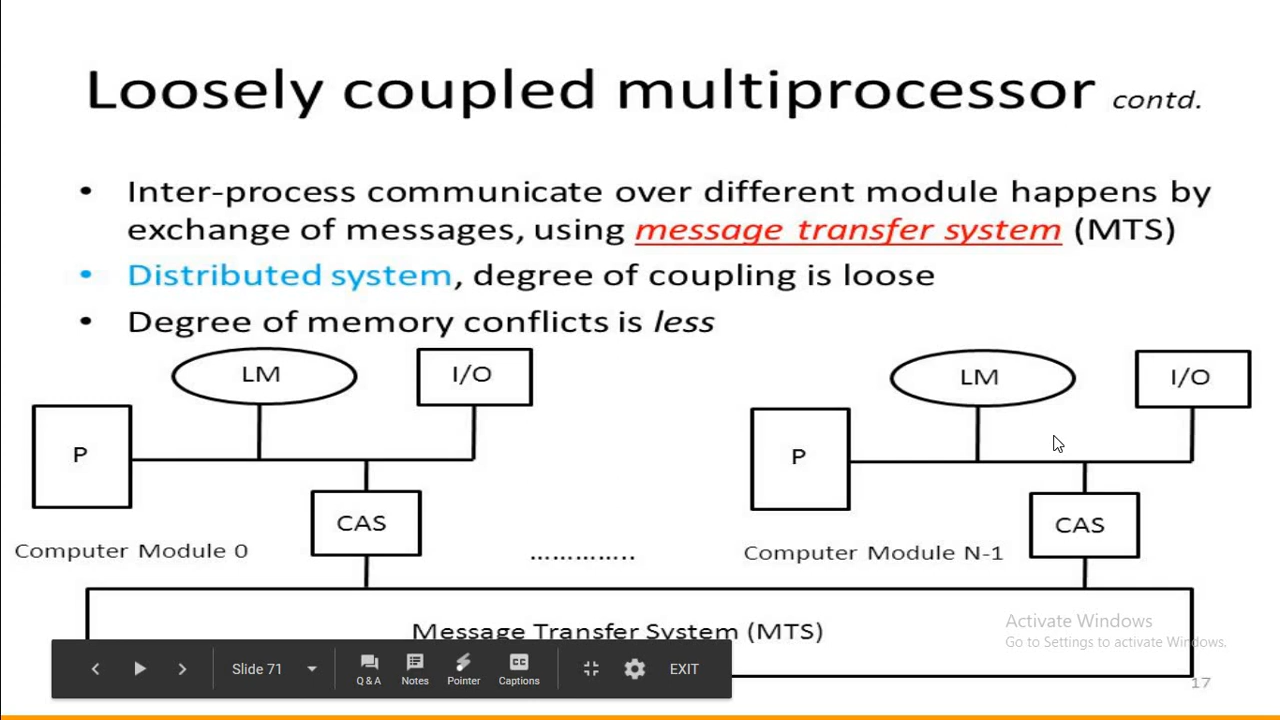 Loosely coupled multiprocessor contd.
• Inter-process communicate over different module happens by
exchange of messages, using message transfer system (MTS)
• Distributed system, degree of coupling is loose
• Degree of memory conflicts is less
LM
I/O
P
CAS
Computer Module 0
…………..
LM
I/O
P
CAS
Computer Module N-1
Message Transfer System (MTS)
Activate Windows
Go to Settings to activate Windows.
17
Slide 71
Q & A
Notes
Pointer
CC
Captions
EXIT